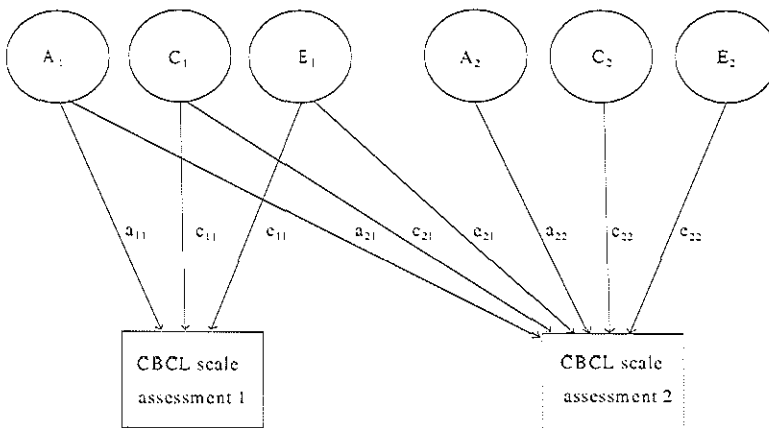 A₁ C₁ E₁ A₂ C₂ E₂
a₁₁ c₁₁ e₁₁ a₂₁ c₂₁ e₂₁ a₂₂ c₂₂ e₂₂
CBCL scale
assessment 1
CBCL scale
assessment 2